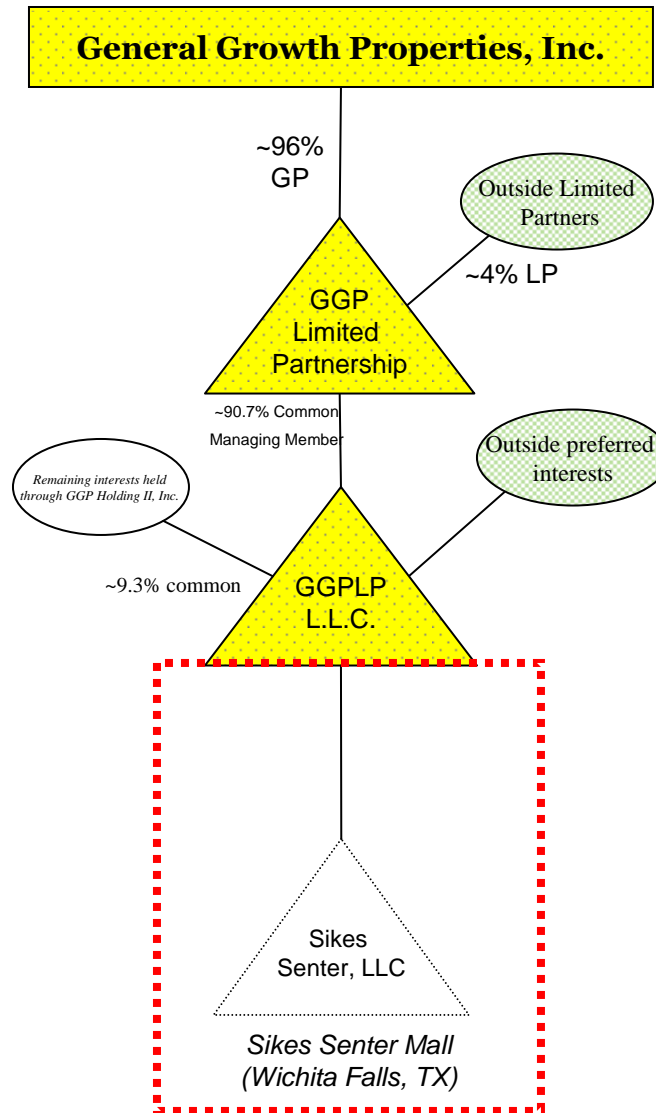 General Growth Properties, Inc.
~96%
GP
Outside Limited
Partners
~4% LP
GGP
Limited
Partnership
~90.7% Common
Managing Member
Outside preferred
interests
Remaining interests held
through GGP Holding II, Inc.
~9.3% common
GGPLP
L.L.C.
Sikes
Senter, LLC
Sikes Senter Mall
(Wichita Falls, TX)